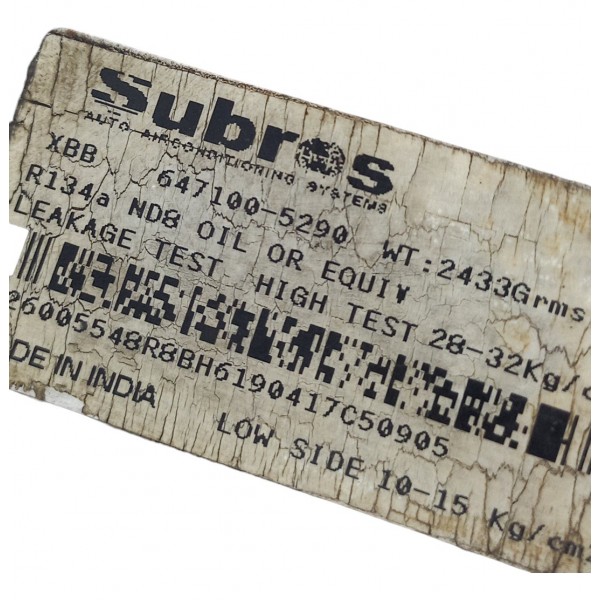 Subros
AUTO AIRCONDITIONING SYSTEMS
XBB 647100-5290 WT:2433Grms
R134a ND8 OIL OR EQUIV
LEAKAGE TEST HIGH TEST 28-32Kg/c
26005548R8BH6190417C50905
DE IN INDIA
LOW SIDE 10-15 Kg/cm2